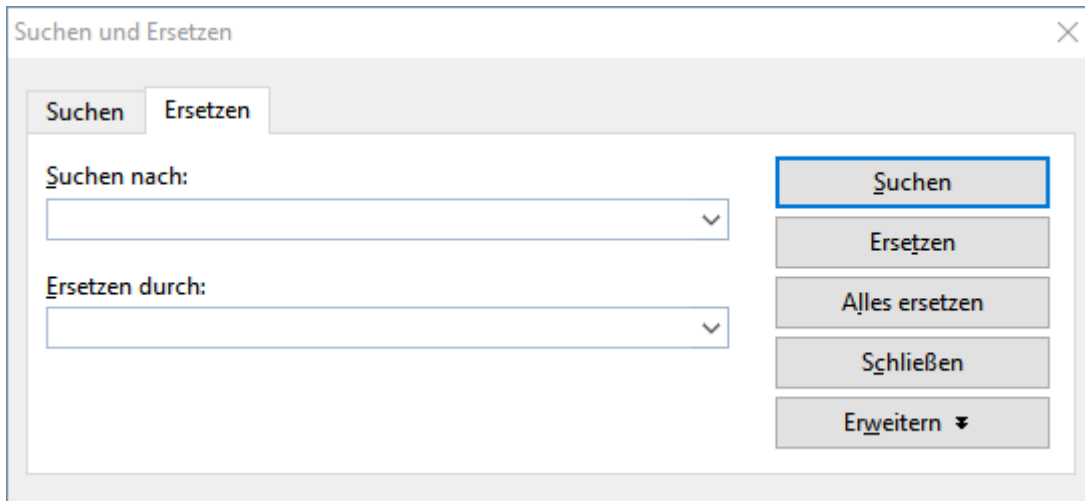 Suchen und Ersetzen
Suchen
Ersetzen
Suchen nach:
Ersetzen durch:
Suchen
Ersetzen
Alles ersetzen
Schließen
Erweitern